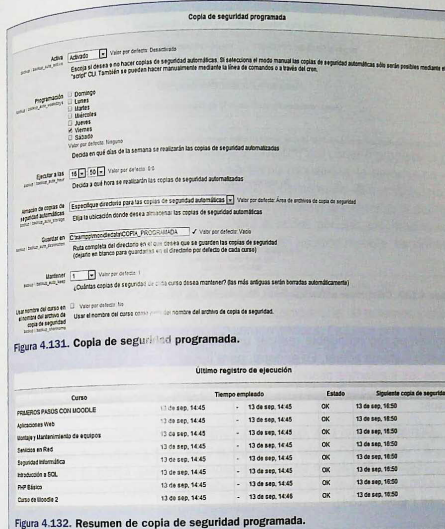 Copia de seguridad programada
Activa Activado Valor por defecto: Desactivado
backup | backup_auto_active
Escoja si desea o no hacer copias de seguridad automáticas. Si selecciona el modo manual las copias de seguridad automáticas sólo serán posibles mediante el
"script" CLI. También se pueden hacer manualmente mediante la línea de comandos o a través del cron.
Programación Domingo
backup | backup_auto_weekdays Lunes
Martes
Miércoles
Jueves
Viernes
Sábado
Valor por defecto: Ninguno
Decida en qué días de la semana se realizarán las copias de seguridad automatizadas
Ejecutar a las 16 : 50 Valor por defecto: 0:0
backup | backup_auto_hour
Decida a qué hora se realizarán las copias de seguridad automatizadas
Almacén de copias de seguridad automáticas Especifique directorio para las copias de seguridad automáticas Valor por defecto: Área de archivos de copia de seguridad
backup | backup_auto_storage
Elija la ubicación donde desea almacenar las copias de seguridad automáticas
Guardar en C:\xampp\moodledata\COPIA_PROGRAMADA ✓ Valor por defecto: Vacío
backup | backup_auto_destination
Ruta completa del directorio en el que desea que se guarden las copias de seguridad
(dejarlo en blanco para guardarlas en el directorio por defecto de cada curso)
Mantener 1 Valor por defecto: 1
backup | backup_auto_keep
¿Cuántas copias de seguridad de cada curso desea mantener? (las más antiguas serán borradas automáticamente)
Usar nombre del curso en el nombre del archivo de copia de seguridad Valor por defecto: No
backup | backup_shortname
Usar el nombre del curso como parte del nombre del archivo de copia de seguridad.
Figura 4.131. Copia de seguridad programada.
Último registro de ejecución
Curso Tiempo empleado Estado Siguiente copia de seguridad
PRIMEROS PASOS CON MOODLE 13 de sep, 14:45 - 13 de sep, 14:45 OK 13 de sep, 16:50
Aplicaciones Web 13 de sep, 14:45 - 13 de sep, 14:45 OK 13 de sep, 16:50
Montaje y Mantenimiento de equipos 13 de sep, 14:45 - 13 de sep, 14:45 OK 13 de sep, 16:50
Servicios en Red 13 de sep, 14:45 - 13 de sep, 14:45 OK 13 de sep, 16:50
Seguridad Informática 13 de sep, 14:45 - 13 de sep, 14:45 OK 13 de sep, 16:50
Introducción a SQL 13 de sep, 14:45 - 13 de sep, 14:45 OK 13 de sep, 16:50
PHP Básico 13 de sep, 14:45 - 13 de sep, 14:45 OK 13 de sep, 16:50
Curso de Moodle 2 13 de sep, 14:45 - 13 de sep, 14:46 OK 13 de sep, 16:50
Figura 4.132. Resumen de copia de seguridad programada.